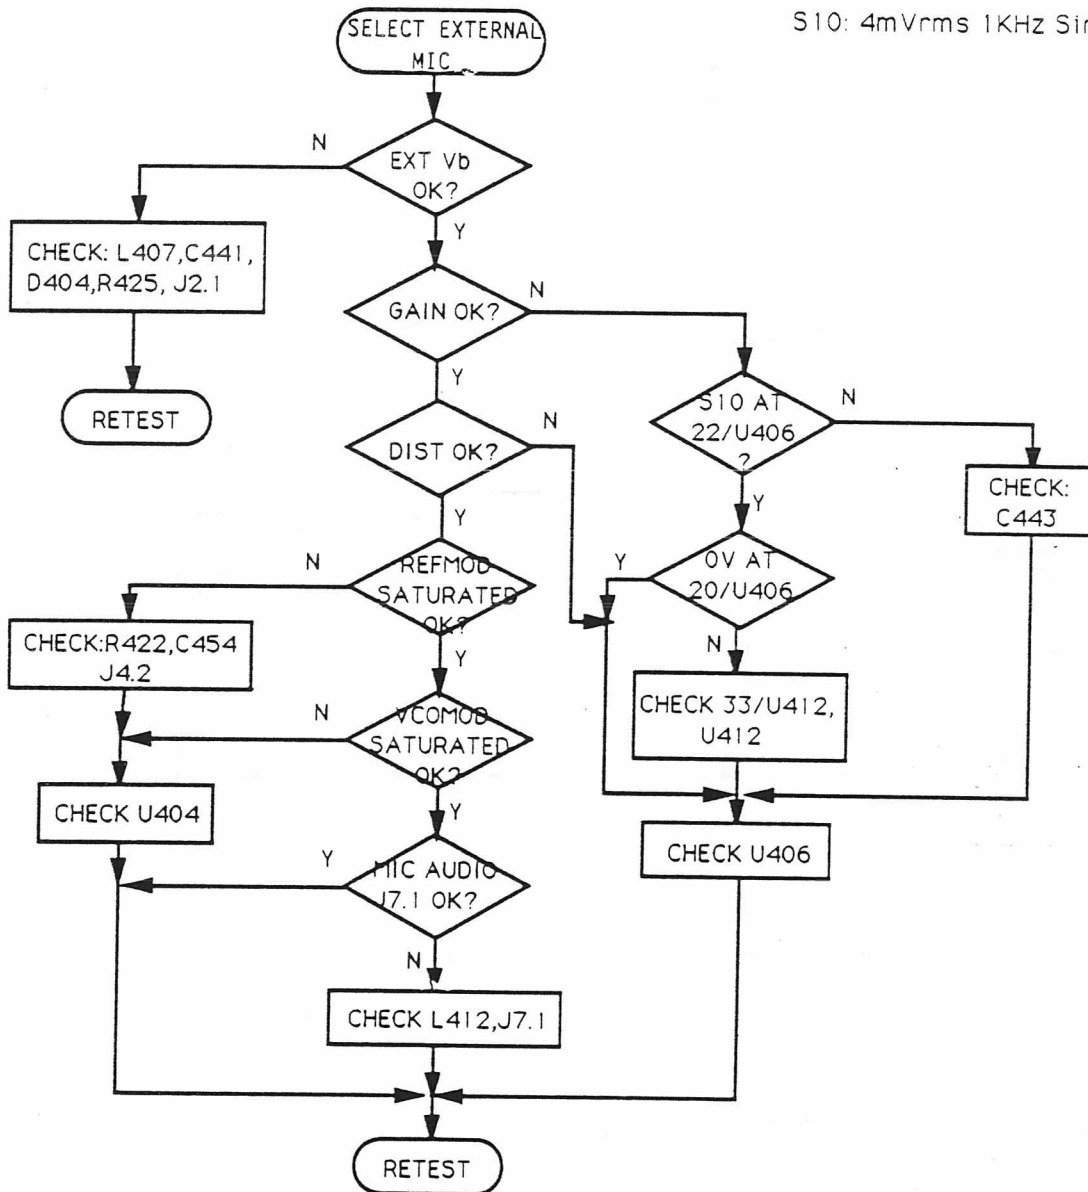 S10: 4mVrms 1KHz
SELECT EXTERNAL
MIC
N
EXT Vb
OK?
Y
CHECK: L407,C441,
D404,R425, J2.1
RETEST
GAIN OK?
N
Y
S10 AT
22/U406
?
N
Y
CHECK:
C443
DIST OK?
N
Y
0V AT
20/U406
Y
N
CHECK 33/U412,
U412
REFMOD
SATURATED
OK?
N
Y
CHECK:R422,C454
J4.2
VCOMOD
SATURATED
OK?
N
Y
CHECK U404
CHECK U406
MIC AUDIO
J7.1 OK?
Y
N
CHECK L412,J7.1
RETEST